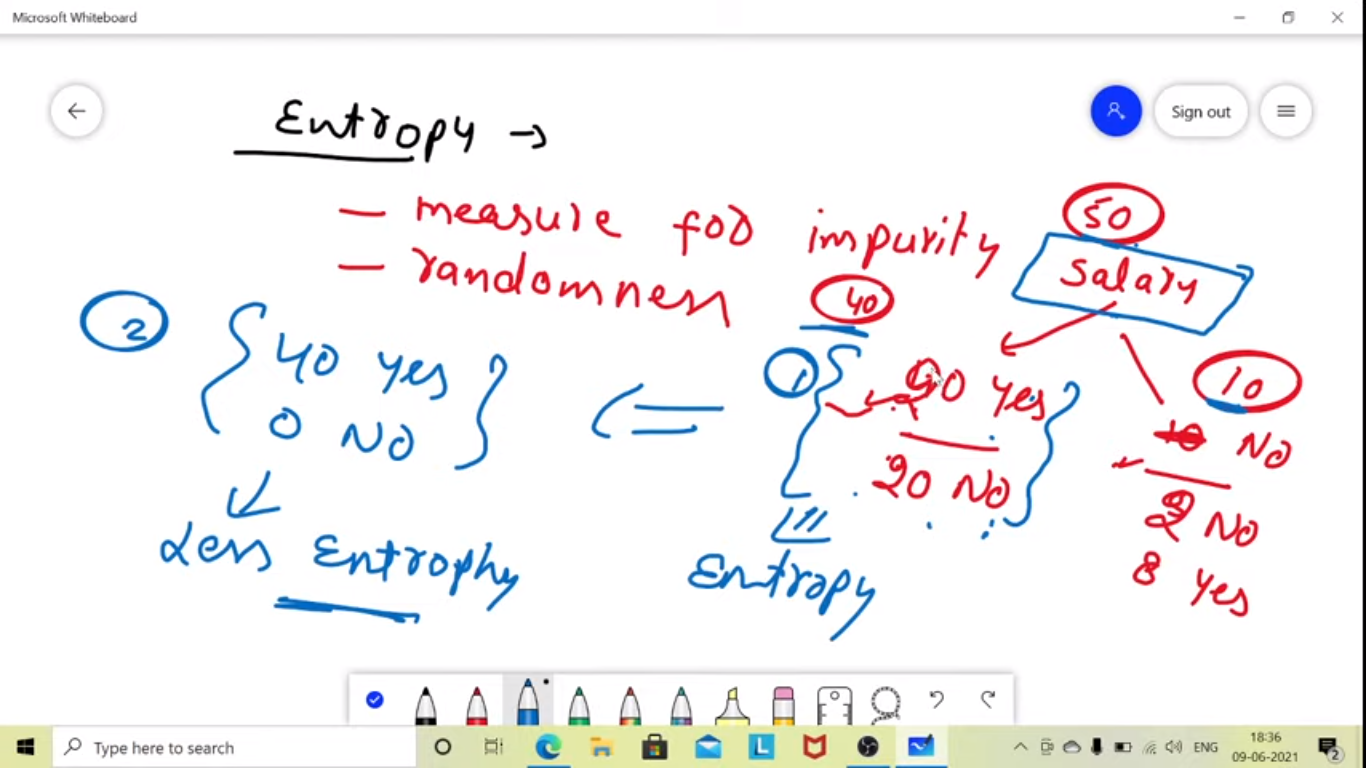 Microsoft Whiteboard
Sign out
Entropy →
— measure for impurity
— randomness
50
Salary
40
10
2
40 Yes
0 NO
1
20 NO
NO
2 NO
8 Yes
Less Entrophy
Entropy
Type here to search
ENG
18:36
09-06-2021
2